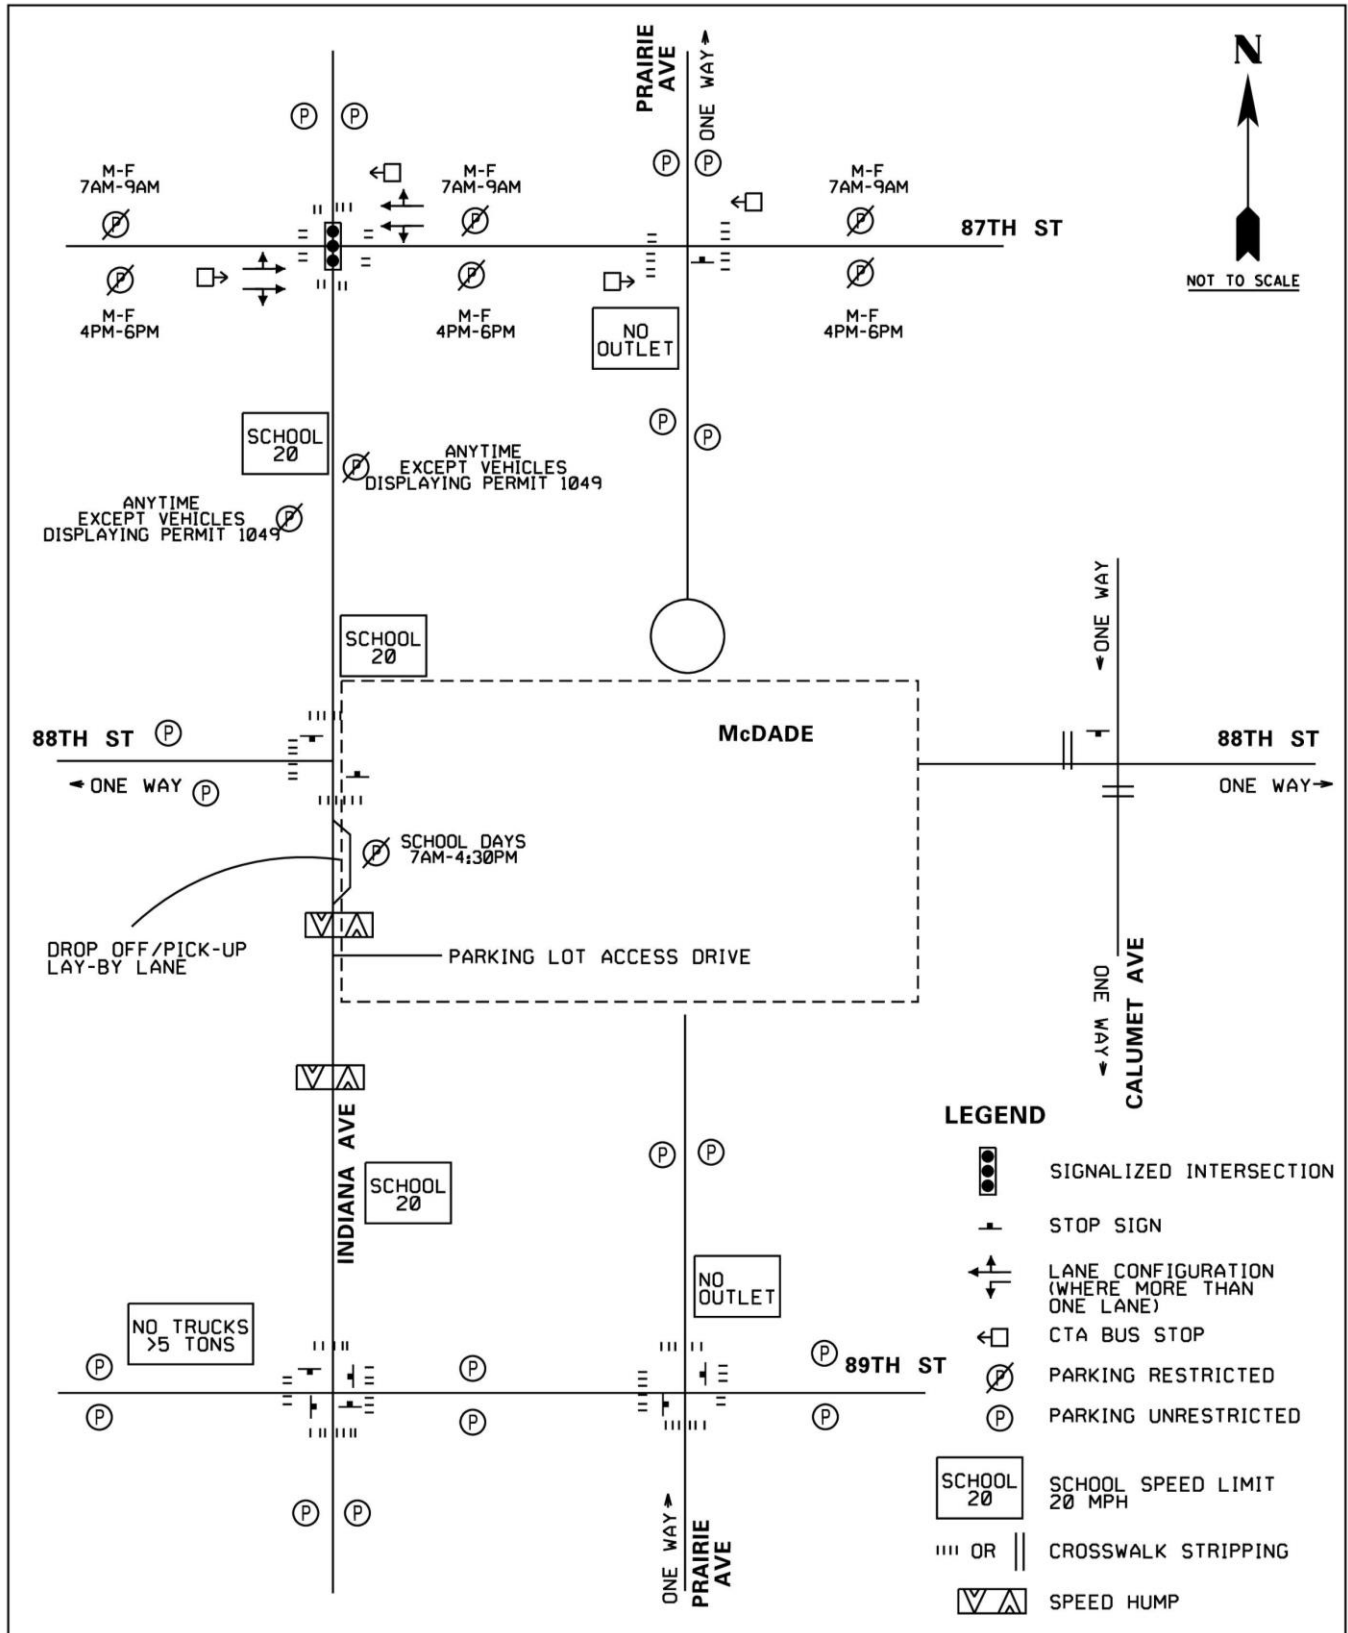 PRAIRIE
AVE
ONE WAY
N
P
P
M-F
7AM-9AM
M-F
7AM-9AM
P
P
M-F
7AM-9AM
P
P
P
87TH ST
P
P
P
NOT TO SCALE
M-F
4PM-6PM
M-F
4PM-6PM
NO
OUTLET
M-F
4PM-6PM
SCHOOL
20
P
P
P
ANYTIME
EXCEPT VEHICLES
DISPLAYING PERMIT 1049
ANYTIME
EXCEPT VEHICLES
DISPLAYING PERMIT 1049
P
ONE WAY
SCHOOL
20
88TH ST
P
McDADE
88TH ST
ONE WAY
P
ONE WAY
P
SCHOOL DAYS
7AM-4:30PM
DROP OFF/PICK-UP
LAY-BY LANE
PARKING LOT ACCESS DRIVE
ONE WAY
CALUMET AVE
INDIANA AVE
SCHOOL
20
P
P
NO
OUTLET
NO TRUCKS
>5 TONS
P
P
P
89TH ST
P
P
P
P
P
ONE WAY
PRAIRIE
AVE
LEGEND
SIGNALIZED INTERSECTION
STOP SIGN
LANE CONFIGURATION
(WHERE MORE THAN
ONE LANE)
CTA BUS STOP
P
PARKING RESTRICTED
P
PARKING UNRESTRICTED
SCHOOL
20
SCHOOL SPEED LIMIT
20 MPH
OR
CROSSWALK STRIPPING
SPEED HUMP